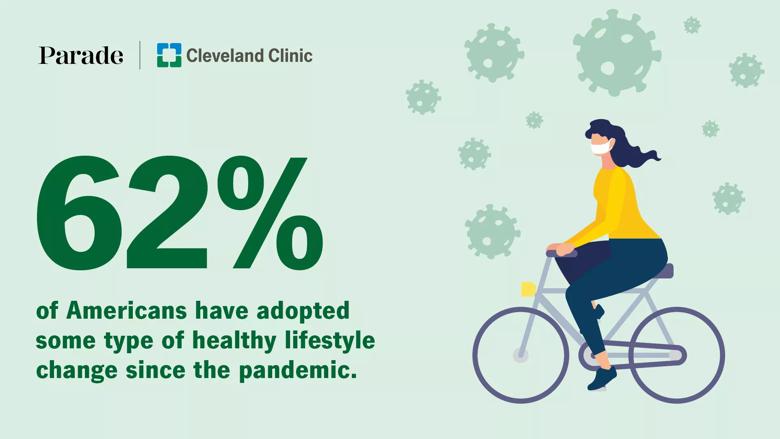 Parade | Cleveland Clinic
62%
of Americans have adopted
some type of healthy lifestyle
change since the pandemic.